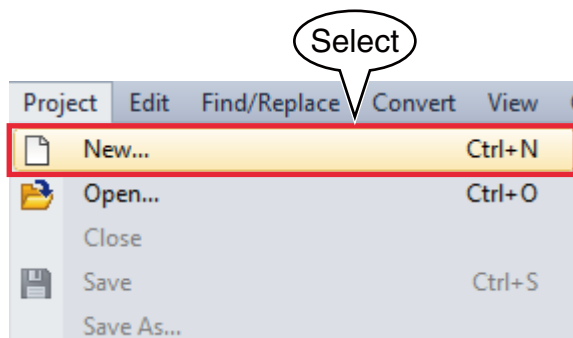 Select
Project Edit Find/Replace Convert View
New... Ctrl+N
Open... Ctrl+O
Close
Save Ctrl+S
Save As...